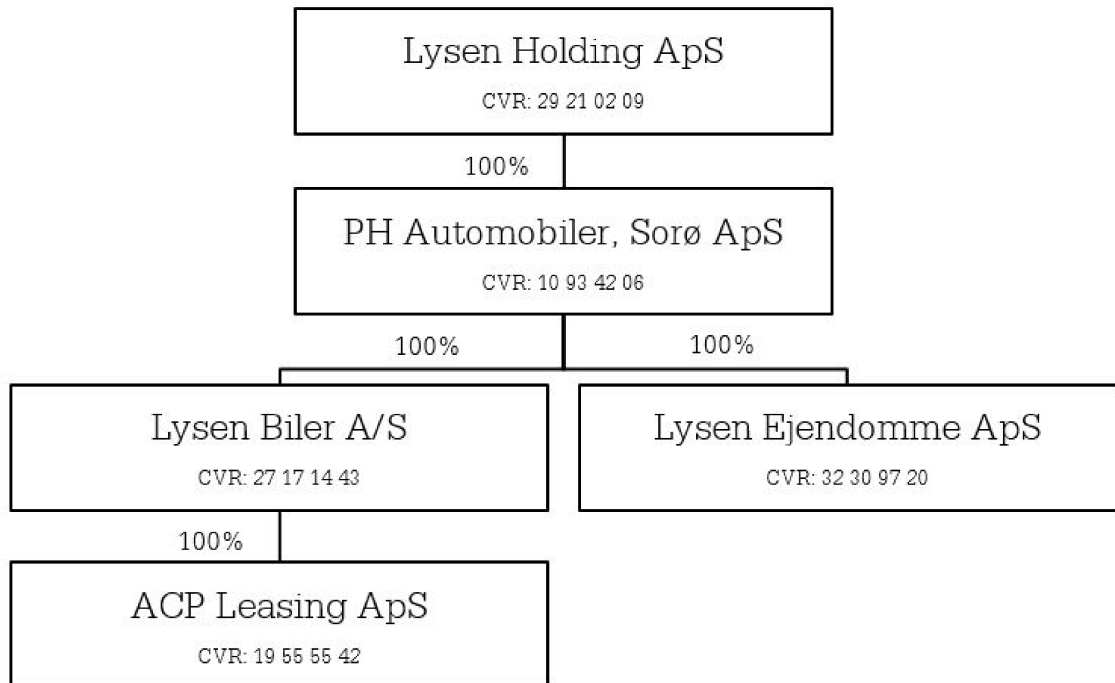 Lysen Holding ApS
CVR: 29 21 02 09
100%
PH Automobiler, Sorø ApS
CVR: 10 93 42 06
100%
100%
Lysen Biler A/S
CVR: 27 17 14 43
Lysen Ejendomme ApS
CVR: 32 30 97 20
100%
ACP Leasing ApS
CVR: 19 55 55 42